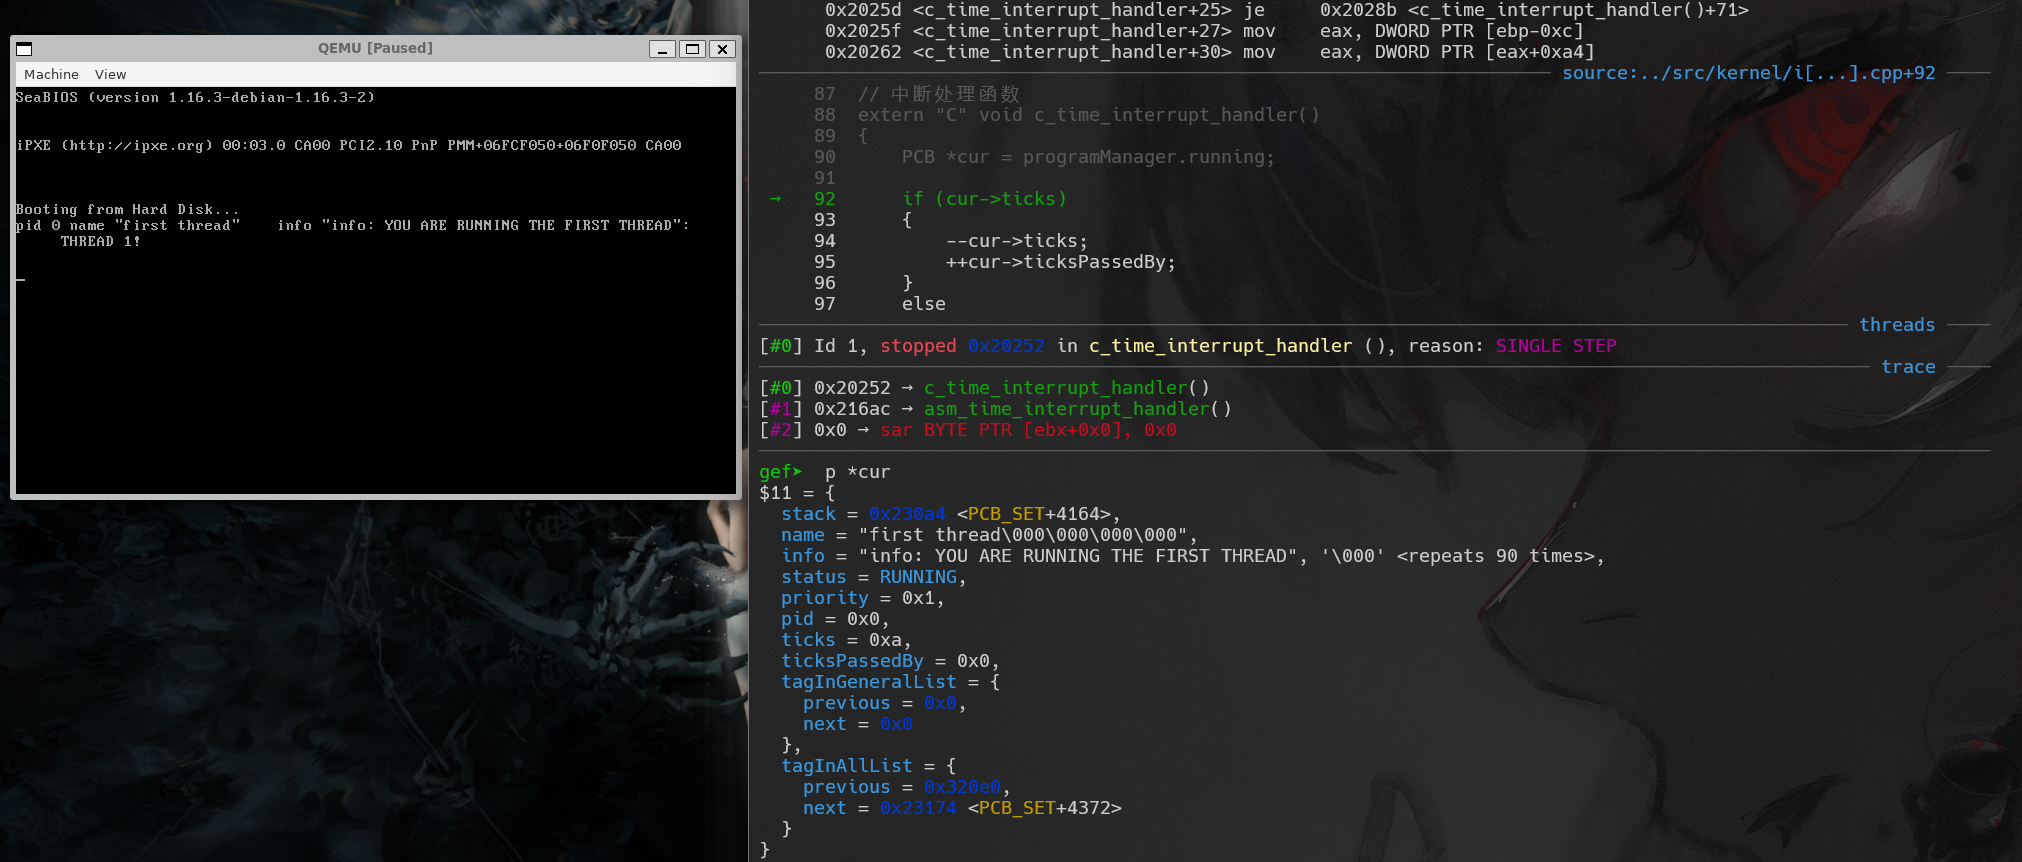 QEMU [Paused]
Machine View
SeaBIOS (version 1.16.3-debian-1.16.3-2)
iPXE (http://ipxe.org) 00:03.0 CA00 PCI2.10 PnP PMM+06FCF050+06F0F050 CA00
Booting from Hard Disk...
pid 0 name "first thread" info "info: YOU ARE RUNNING THE FIRST THREAD":
THREAD 1!
0x2025d <c_time_interrupt_handler+25> je 0x2028b <c_time_interrupt_handler()+71>
0x2025f <c_time_interrupt_handler+27> mov eax, DWORD PTR [ebp-0xc]
0x20262 <c_time_interrupt_handler+30> mov eax, DWORD PTR [eax+0xa4]
source:../src/kernel/i[...].cpp+92
87 // 中断处理函数
88 extern "C" void c_time_interrupt_handler()
89 {
90 PCB *cur = programManager.running;
91
→ 92 if (cur->ticks)
93 {
94 --cur->ticks;
95 ++cur->ticksPassedBy;
96 }
97 else
threads
[#0] Id 1, stopped 0x20252 in c_time_interrupt_handler (), reason: SINGLE STEP
trace
[#0] 0x20252 → c_time_interrupt_handler()
[#1] 0x216ac → asm_time_interrupt_handler()
[#2] 0x0 → sar BYTE PTR [ebx+0x0], 0x0
gef➤ p *cur
$11 = {
stack = 0x230a4 <PCB_SET+4164>,
name = "first thread\000\000\000\000",
info = "info: YOU ARE RUNNING THE FIRST THREAD", '\000' <repeats 90 times>,
status = RUNNING,
priority = 0x1,
pid = 0x0,
ticks = 0xa,
ticksPassedBy = 0x0,
tagInGeneralList = {
previous = 0x0,
next = 0x0
},
tagInAllList = {
previous = 0x320e0,
next = 0x23174 <PCB_SET+4372>
}
}